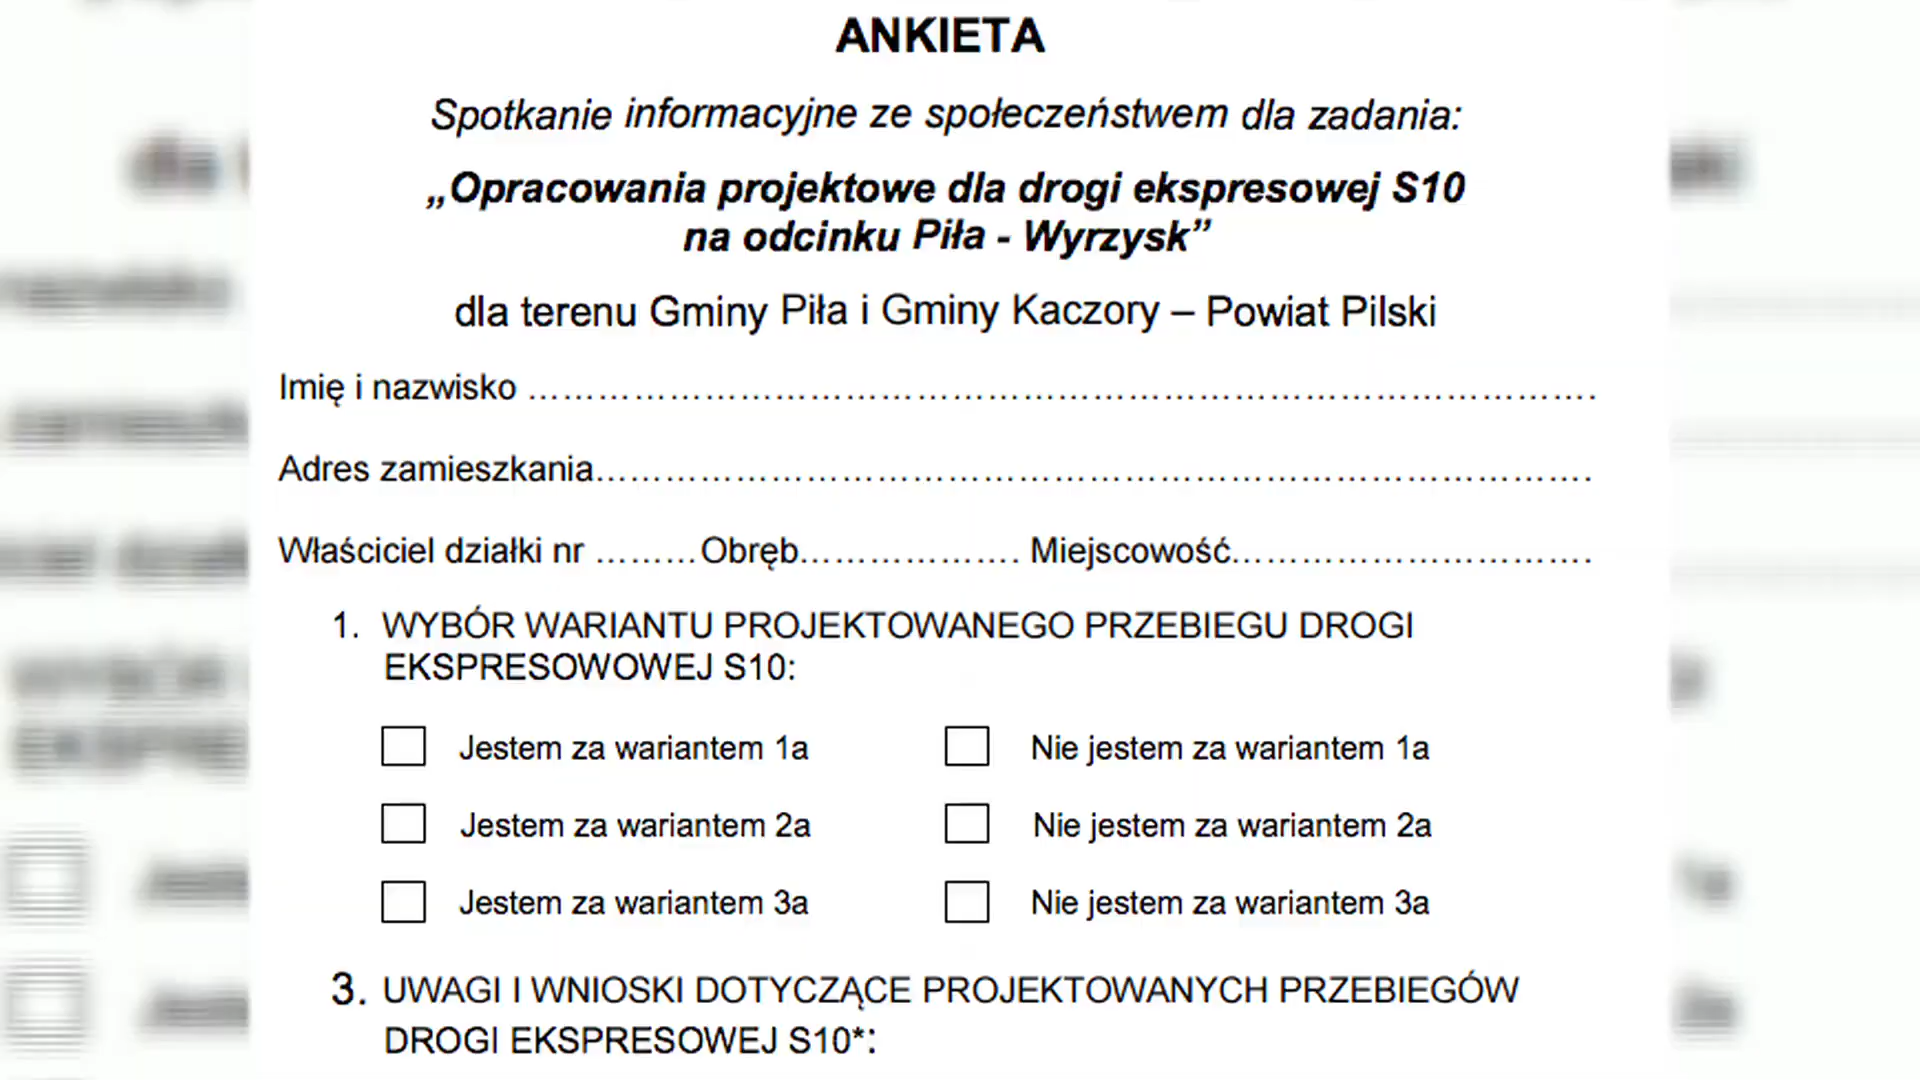 ANKIETA
Spotkanie informacyjne ze społeczeństwem dla zadania:
„Opracowania projektowe dla drogi ekspresowej S10
na odcinku Piła - Wyrzysk”
dla terenu Gminy Piła i Gminy Kaczory – Powiat Pilski
Imię i nazwisko ……………………………………………………………………………….
Adres zamieszkania………………………………………………………………………….
Właściciel działki nr ………Obręb………………. Miejscowość………………………….
1. WYBÓR WARIANTU PROJEKTOWANEGO PRZEBIEGU DROGI
EKSPRESOWOWEJ S10:
Jestem za wariantem 1a Nie jestem za wariantem 1a
Jestem za wariantem 2a Nie jestem za wariantem 2a
Jestem za wariantem 3a Nie jestem za wariantem 3a
3. UWAGI I WNIOSKI DOTYCZĄCE PROJEKTOWANYCH PRZEBIEGÓW
DROGI EKSPRESOWEJ S10*: